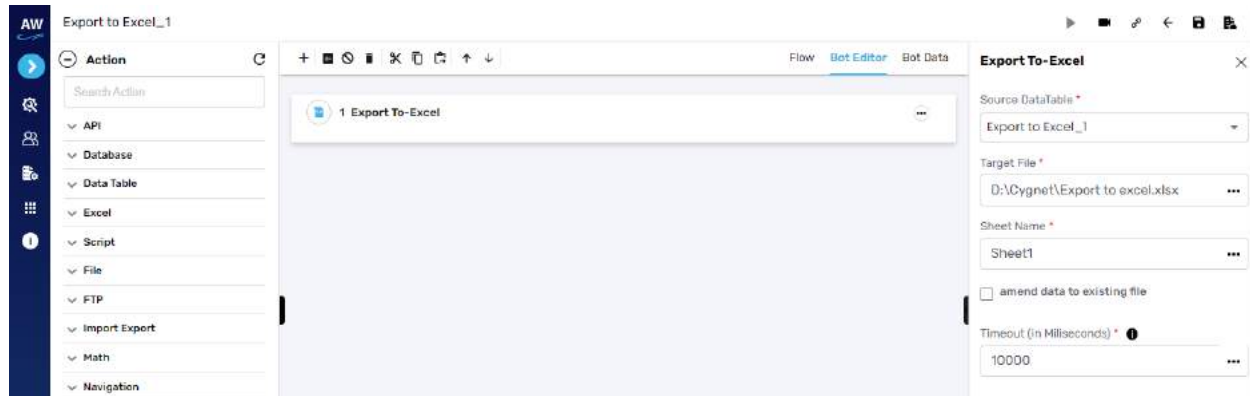 AW Export to Excel_1
Action
Search Action
API
Database
Data Table
Excel
Script
File
FTP
Import Export
Math
Navigation
Flow Bot Editor Bot Data
1 Export To-Excel
Export To-Excel
Source DataTable *
Export to Excel_1
Target File *
D:\Cygnet\Export to excel.xlsx
Sheet Name *
Sheet1
amend data to existing file
Timeout (in Miliseconds) *
10000